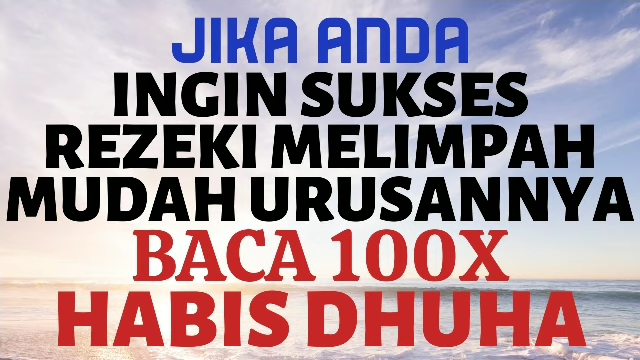 JIKA ANDA
INGIN SUKSES
REZEKI MELIMPAH
MUDAH URUSANNYA
BACA 100X
HABIS DHUHA